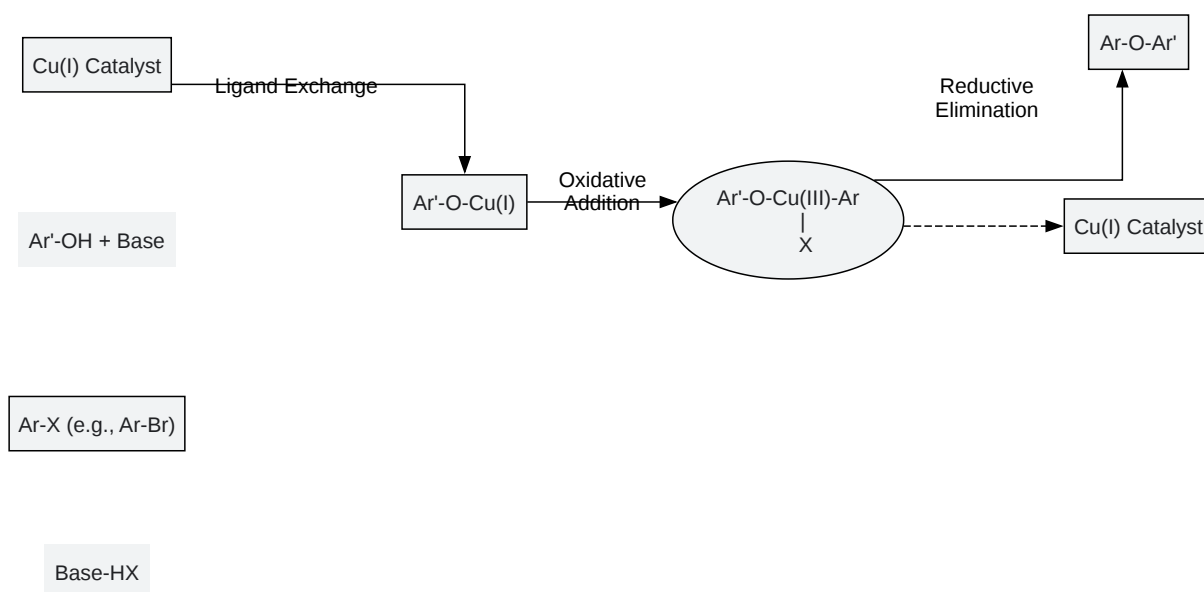 Cu(I) Catalyst
Ligand Exchange
Ar'-OH + Base
Ar-X (e.g., Ar-Br)
Base-HX
Ar'-O-Cu(I)
Oxidative
Addition
Ar'-O-Cu(III)-Ar
|
X
Reductive
Elimination
Ar-O-Ar'
Cu(I) Catalyst